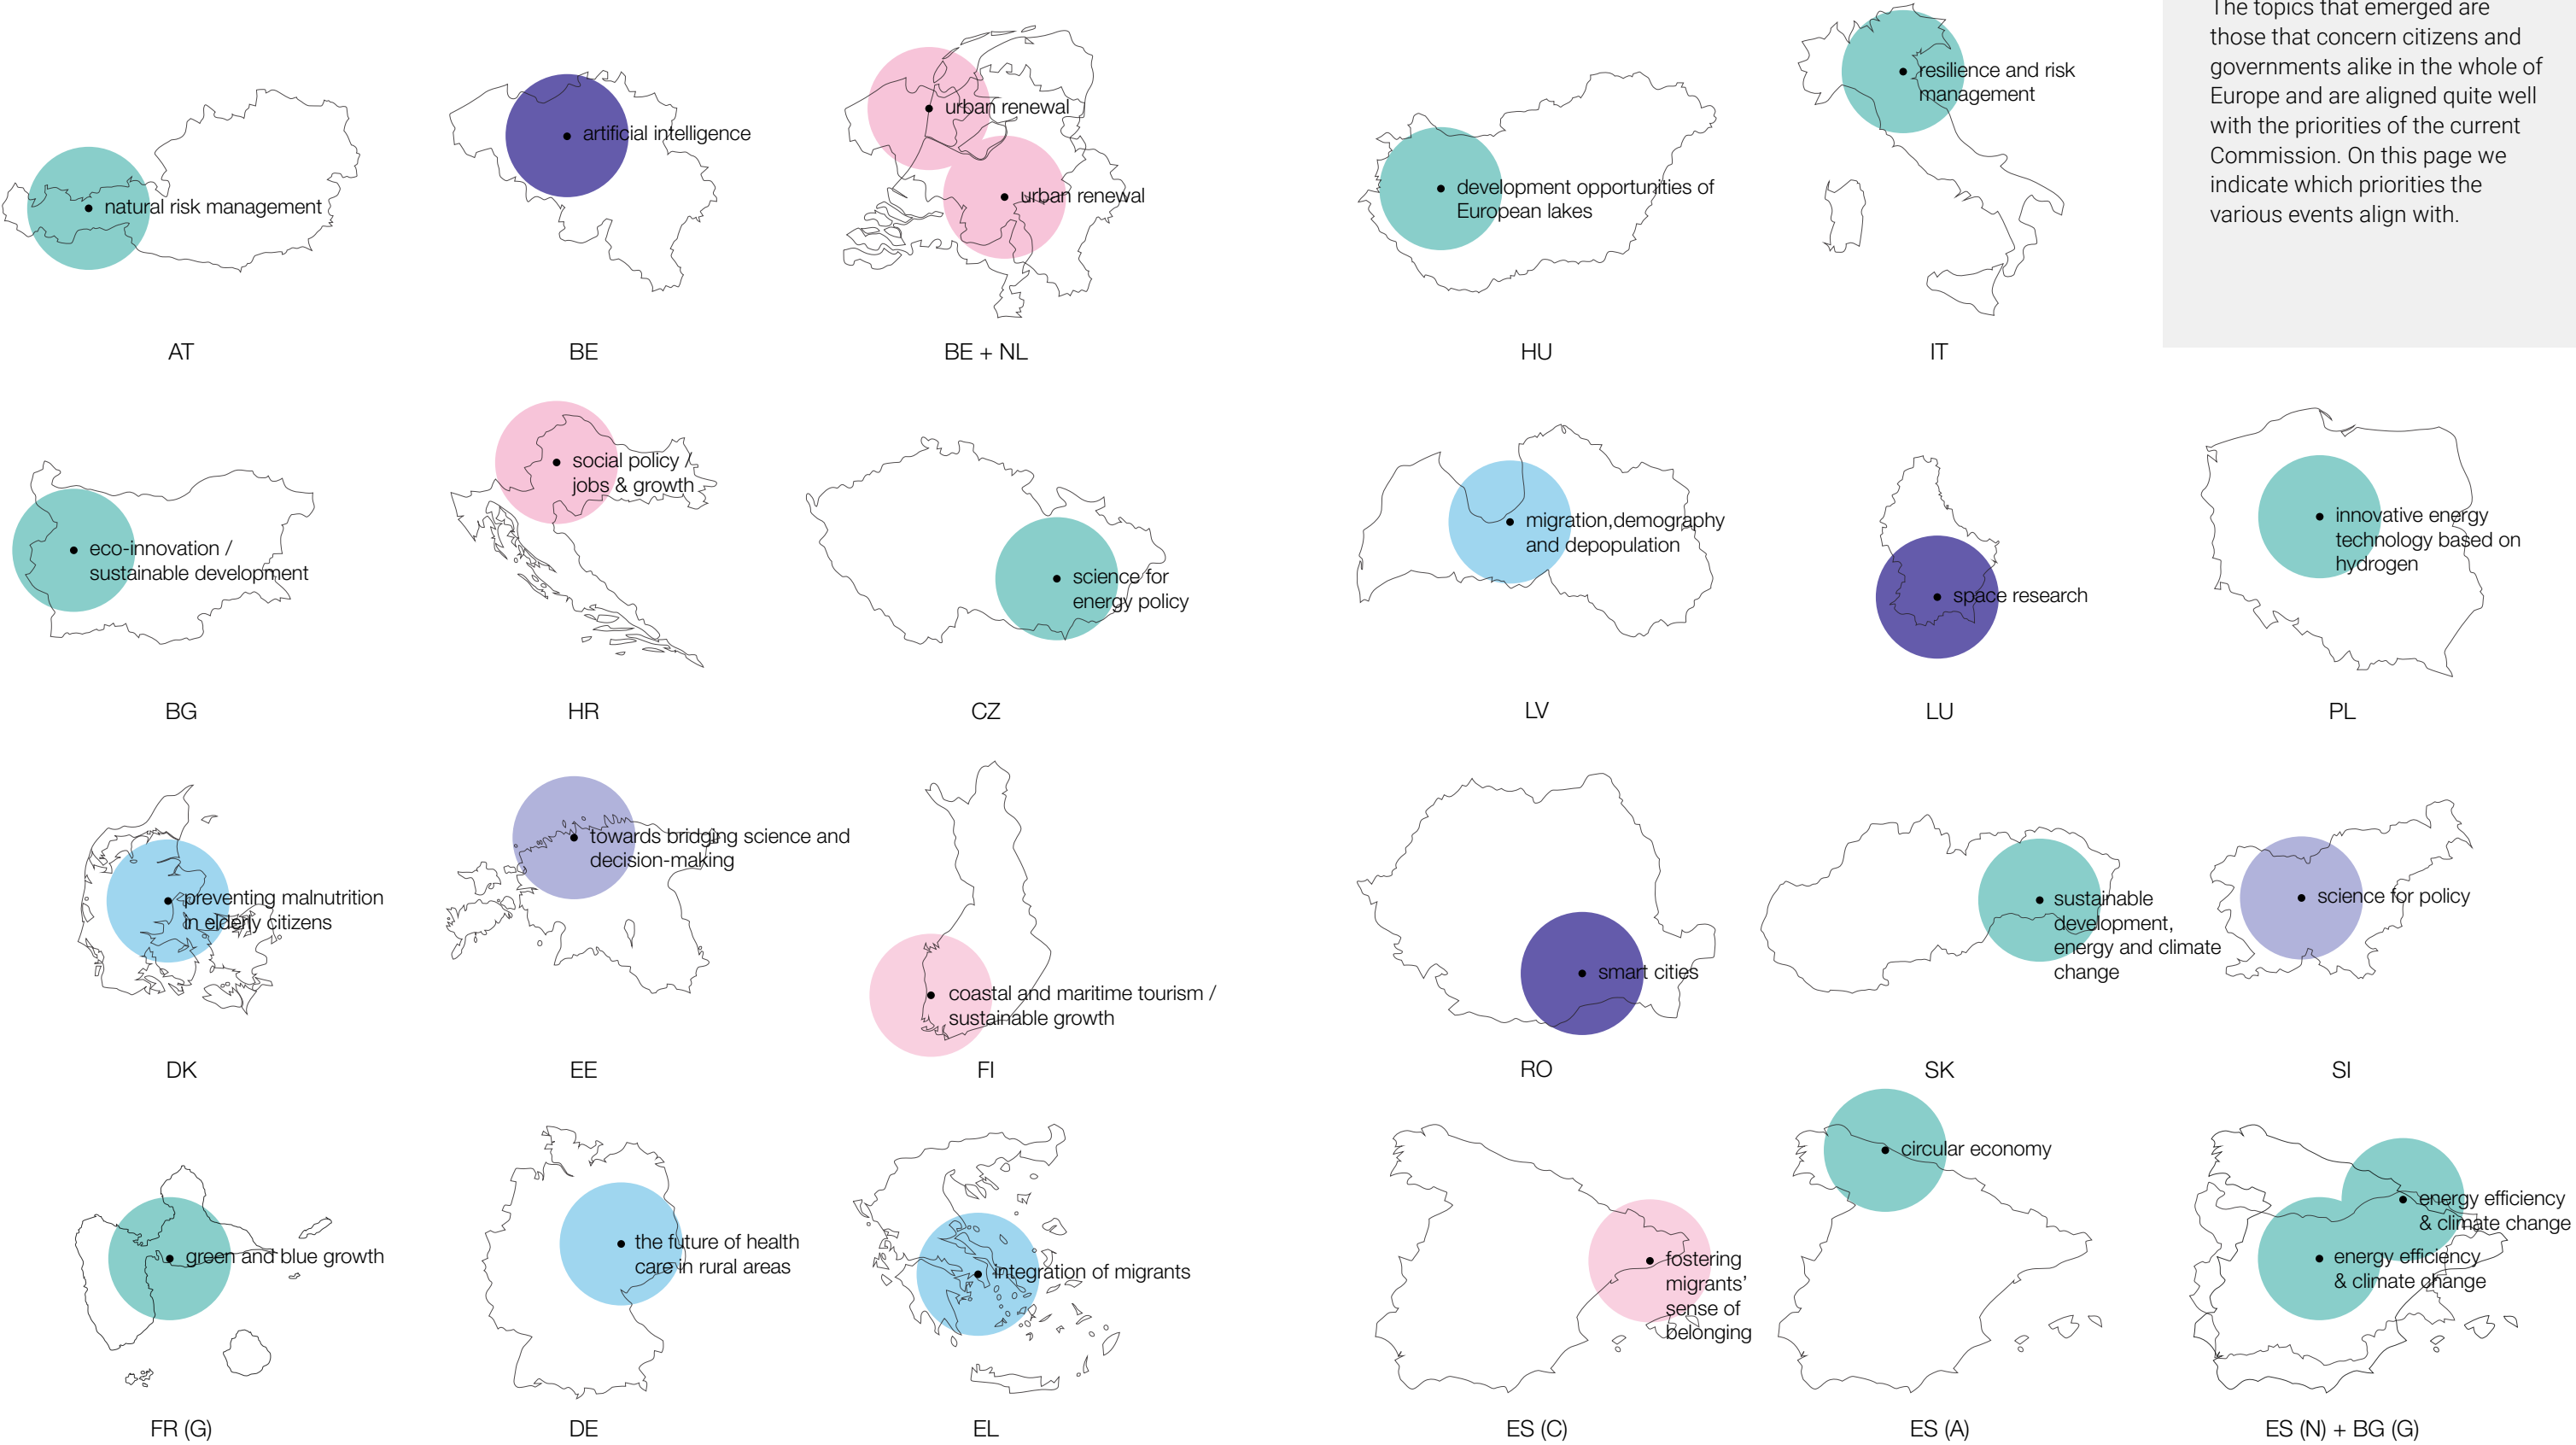 The topics that emerged are
those that concern citizens and
governments alike in the whole of
Europe and are aligned quite well
with the priorities of the current
Commission. On this page we
indicate which priorities the
various events align with.
natural risk management
AT
artificial intelligence
BE
urban renewal
urban renewal
BE + NL
development opportunities of
European lakes
HU
resilience and risk
management
IT
eco-innovation /
sustainable development
BG
social policy /
jobs & growth
HR
science for
energy policy
CZ
migration,demography
and depopulation
LV
space research
LU
innovative energy
technology based on
hydrogen
PL
preventing malnutrition
in elderly citizens
DK
towards bridging science and
decision-making
EE
coastal and maritime tourism /
sustainable growth
FI
smart cities
RO
sustainable
development,
energy and climate
change
SK
science for policy
SI
green and blue growth
FR (G)
the future of health
care in rural areas
DE
integration of migrants
EL
fostering
migrants’
sense of
belonging
ES (C)
circular economy
ES (A)
energy efficiency
& climate change
energy efficiency
& climate change
ES (N) + BG (G)